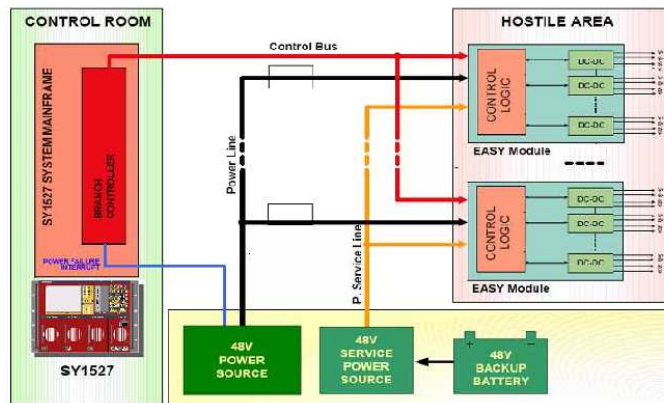 CONTROL ROOM
HOSTILE AREA
SY1527 SYSTEM MAINFRAME
BRANCH CONTROLLER
Control Bus
Power Line
P. Service Line
CONTROL LOGIC
DC-DC
DC-DC
DC-DC
EASY Module
CONTROL LOGIC
DC-DC
DC-DC
DC-DC
EASY Module
POWER FAILURE
INTERRUPT
SY1527
48V
POWER
SOURCE
48V
SERVICE
POWER
SOURCE
+ -
48V
BACKUP
BATTERY